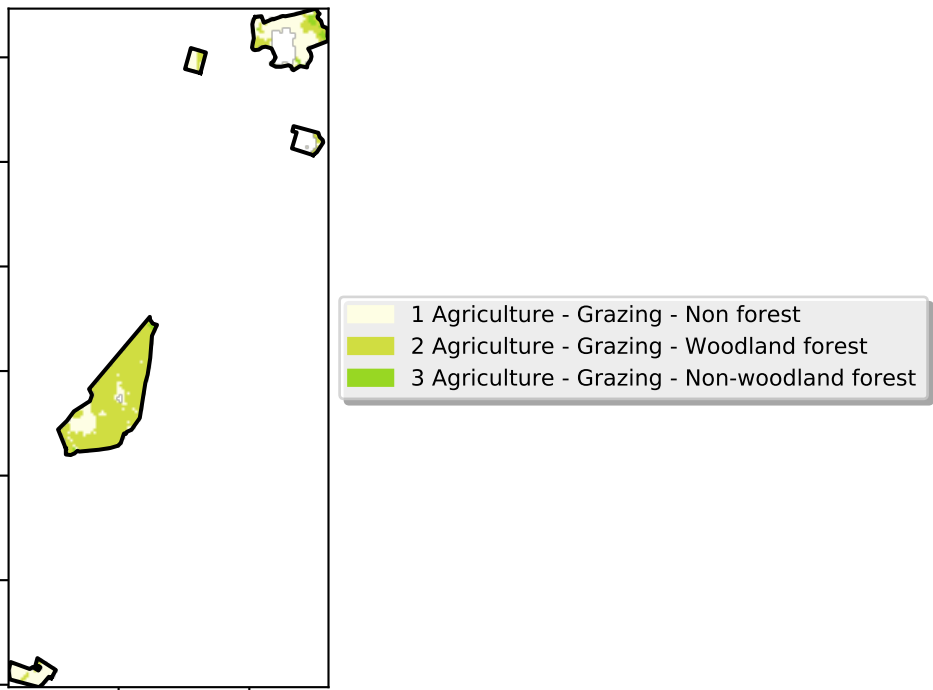 1 Agriculture - Grazing - Non forest
2 Agriculture - Grazing - Woodland forest
3 Agriculture - Grazing - Non-woodland forest